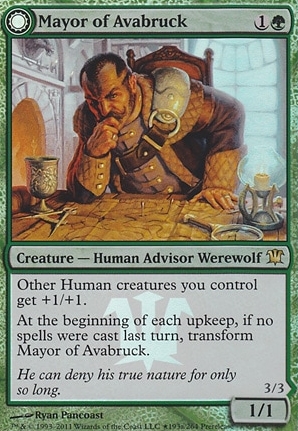 Mayor of Avabruck 1
Creature — Human Advisor Werewolf
Other Human creatures you control
get +1/+1.
At the beginning of each upkeep, if no
spells were cast last turn, transform
Mayor of Avabruck.
He can deny his true nature for only
so long.
3/3
Ryan Pancoast
1/1
™ & © 1993-2011 Wizards of the Coast LLC ★193a/264